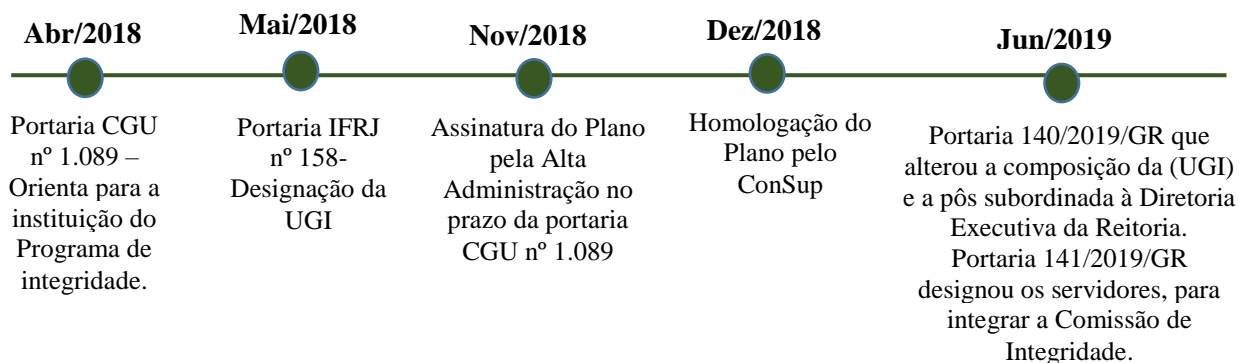 Abr/2018
Portaria CGU
nº 1.089 –
Orienta para a
instituição do
Programa de
integridade.
Mai/2018
Portaria IFRJ
nº 158-
Designação da
UGI
Nov/2018
Assinatura do Plano
pela Alta
Administração no
prazo da portaria
CGU nº 1.089
Dez/2018
Homologação do
Plano pelo
ConSup
Jun/2019
Portaria 140/2019/GR que
alterou a composição da (UGI)
e a pôs subordinada à Diretoria
Executiva da Reitoria.
Portaria 141/2019/GR
designou os servidores, para
integrar a Comissão de
Integridade.